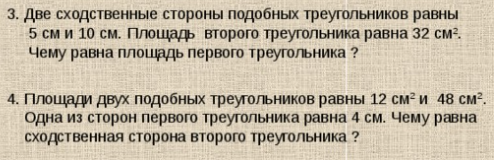 3. Две сходственные стороны подобных треугольников равны
5 см и 10 см. Площадь второго треугольника равна 32 см².
Чему равна площадь первого треугольника ?
4. Площади двух подобных треугольников равны 12 см² и 48 см².
Одна из сторон первого треугольника равна 4 см. Чему равна
сходственная сторона второго треугольника ?